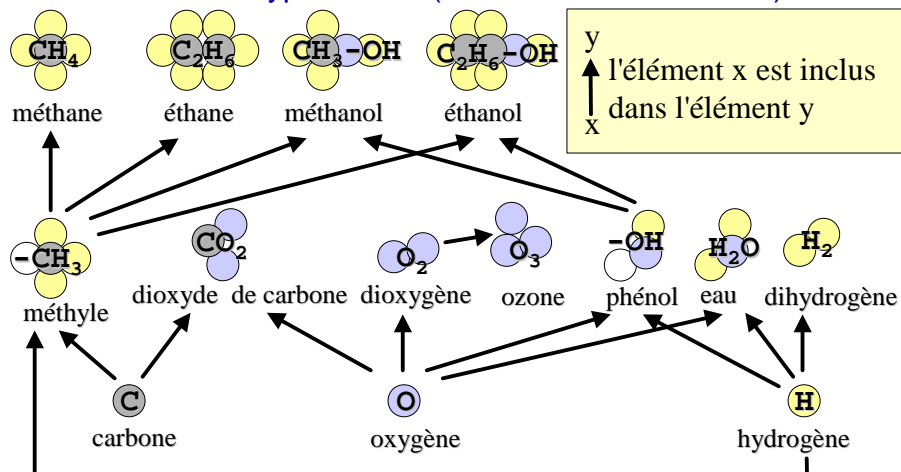 y
l'élément x est inclus
dans l'élément y
x
CH4 C2H6 CH3-OH C2H6-OH
méthane éthane méthanol éthanol
-CH3 CO2 O2 O3 -OH H2O H2
méthyle dioxyde de carbone dioxygène ozone phénol eau dihydrogène
C O H
carbone oxygène hydrogène